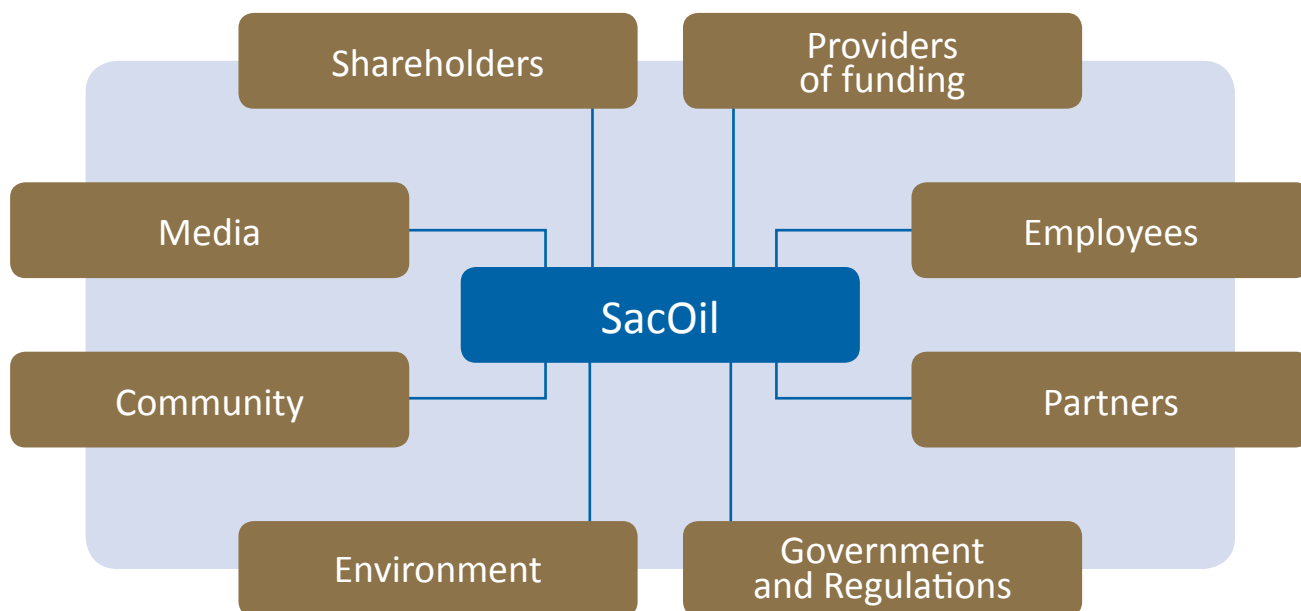 Shareholders
Providers
of funding
Media
Employees
SacOil
Community
Partners
Environment
Government
and Regulations